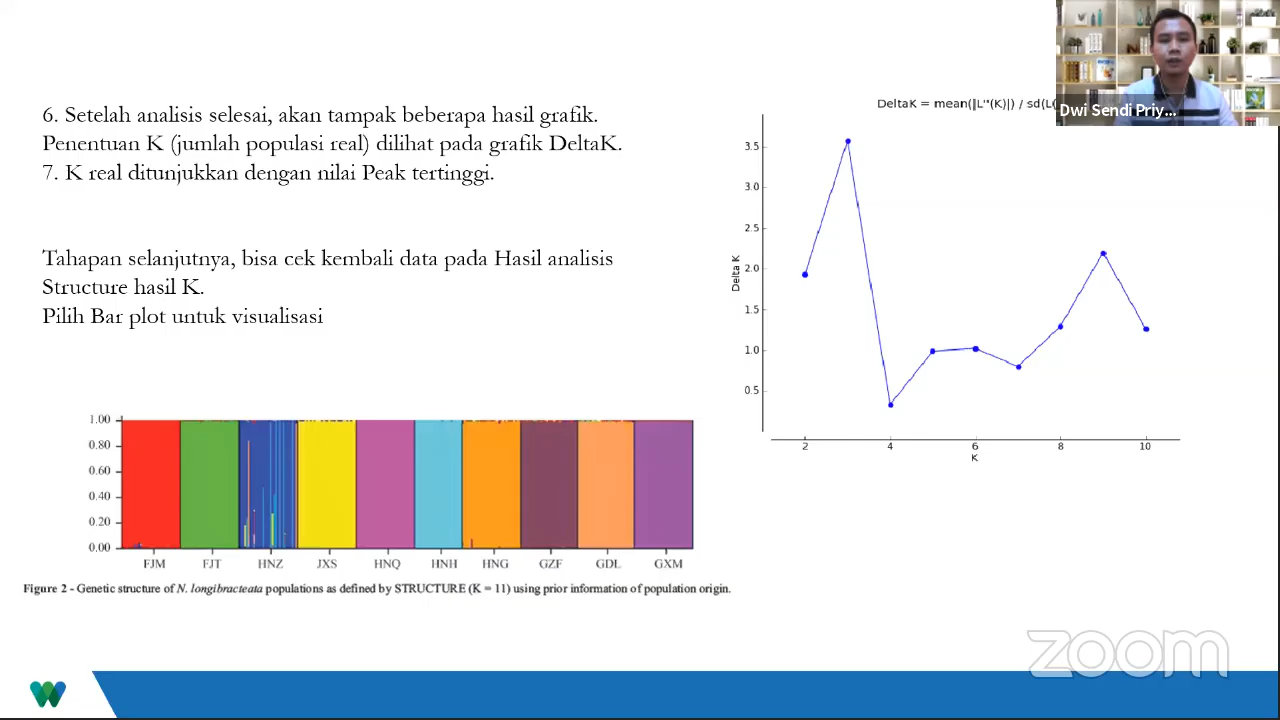 6. Setelah analisis selesai, akan tampak beberapa hasil grafik.
Penentuan K (jumlah populasi real) dilihat pada grafik DeltaK.
7. K real ditunjukkan dengan nilai Peak tertinggi.
Tahapan selanjutnya, bisa cek kembali data pada Hasil analisis
Structure hasil K.
Pilih Bar plot untuk visualisasi
1.00
0.80
0.60
0.40
0.20
0.00
FJM FJT HNZ JXS HNQ HNH HNG GZF GDL GXM
Figure 2 - Genetic structure of N. longibracteata populations as defined by STRUCTURE (K = 11) using prior information of population origin.
DeltaK = mean(|L''(K)|) / sd(L(
Dwi Sendi Priy...
3.5
3.0
2.5
2.0
1.5
1.0
0.5
Delta K
2 4 6 8 10
K
zoom